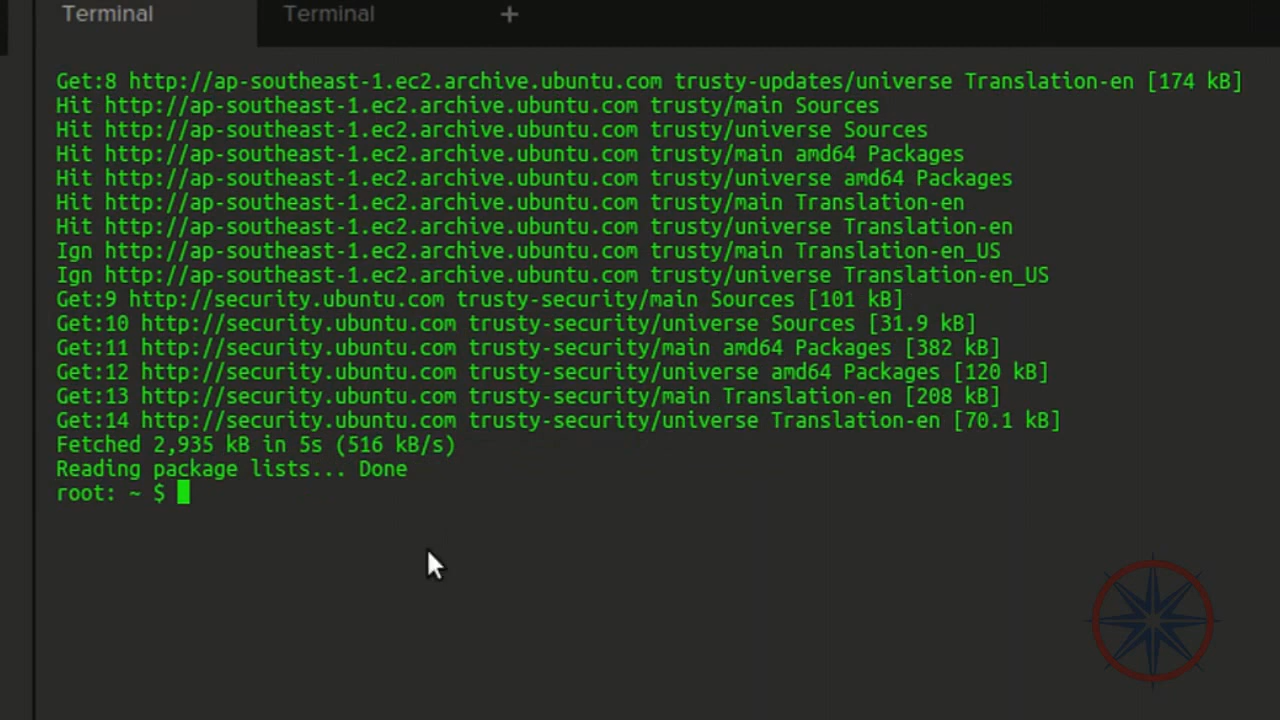 Terminal Terminal +
Get:8 http://ap-southeast-1.ec2.archive.ubuntu.com trusty-updates/universe Translation-en [174 kB]
Hit http://ap-southeast-1.ec2.archive.ubuntu.com trusty/main Sources
Hit http://ap-southeast-1.ec2.archive.ubuntu.com trusty/universe Sources
Hit http://ap-southeast-1.ec2.archive.ubuntu.com trusty/main amd64 Packages
Hit http://ap-southeast-1.ec2.archive.ubuntu.com trusty/universe amd64 Packages
Hit http://ap-southeast-1.ec2.archive.ubuntu.com trusty/main Translation-en
Hit http://ap-southeast-1.ec2.archive.ubuntu.com trusty/universe Translation-en
Ign http://ap-southeast-1.ec2.archive.ubuntu.com trusty/main Translation-en_US
Ign http://ap-southeast-1.ec2.archive.ubuntu.com trusty/universe Translation-en_US
Get:9 http://security.ubuntu.com trusty-security/main Sources [101 kB]
Get:10 http://security.ubuntu.com trusty-security/universe Sources [31.9 kB]
Get:11 http://security.ubuntu.com trusty-security/main amd64 Packages [382 kB]
Get:12 http://security.ubuntu.com trusty-security/universe amd64 Packages [120 kB]
Get:13 http://security.ubuntu.com trusty-security/main Translation-en [208 kB]
Get:14 http://security.ubuntu.com trusty-security/universe Translation-en [70.1 kB]
Fetched 2,935 kB in 5s (516 kB/s)
Reading package lists... Done
root: ~ $